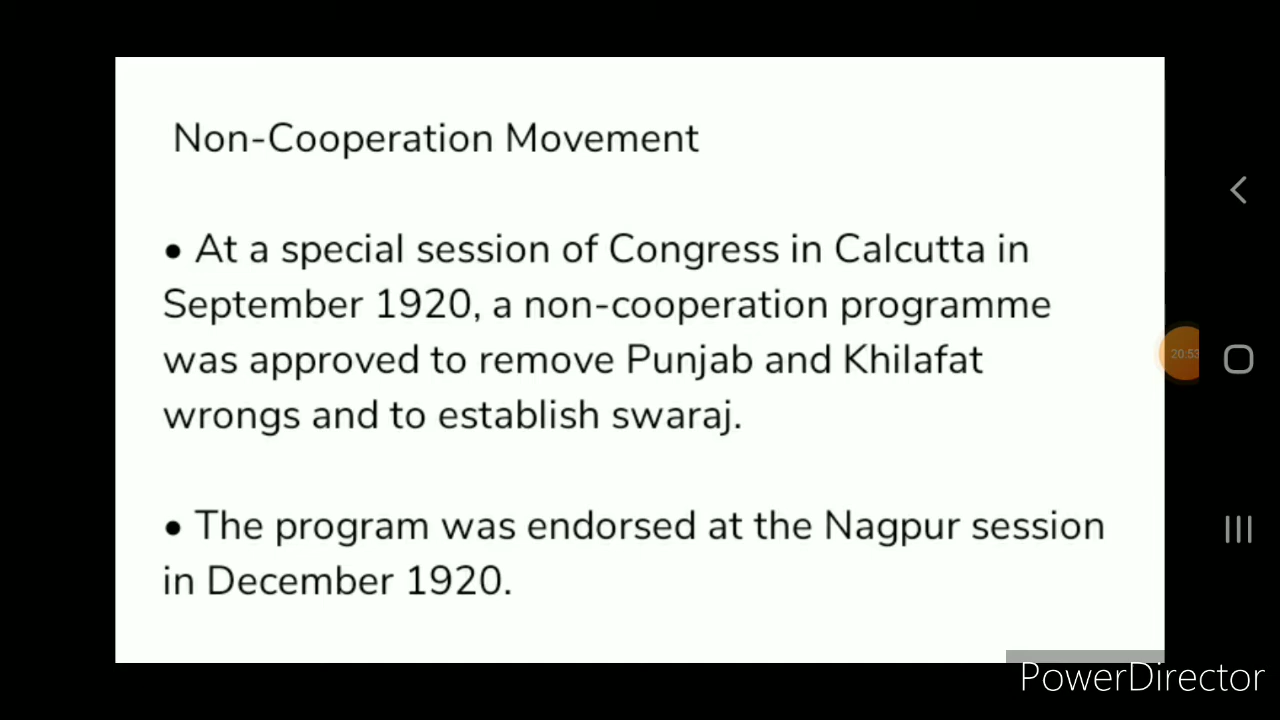 Non-Cooperation Movement
• At a special session of Congress in Calcutta in
September 1920, a non-cooperation programme
was approved to remove Punjab and Khilafat
wrongs and to establish swaraj.
• The program was endorsed at the Nagpur session
in December 1920.
20:53
PowerDirector